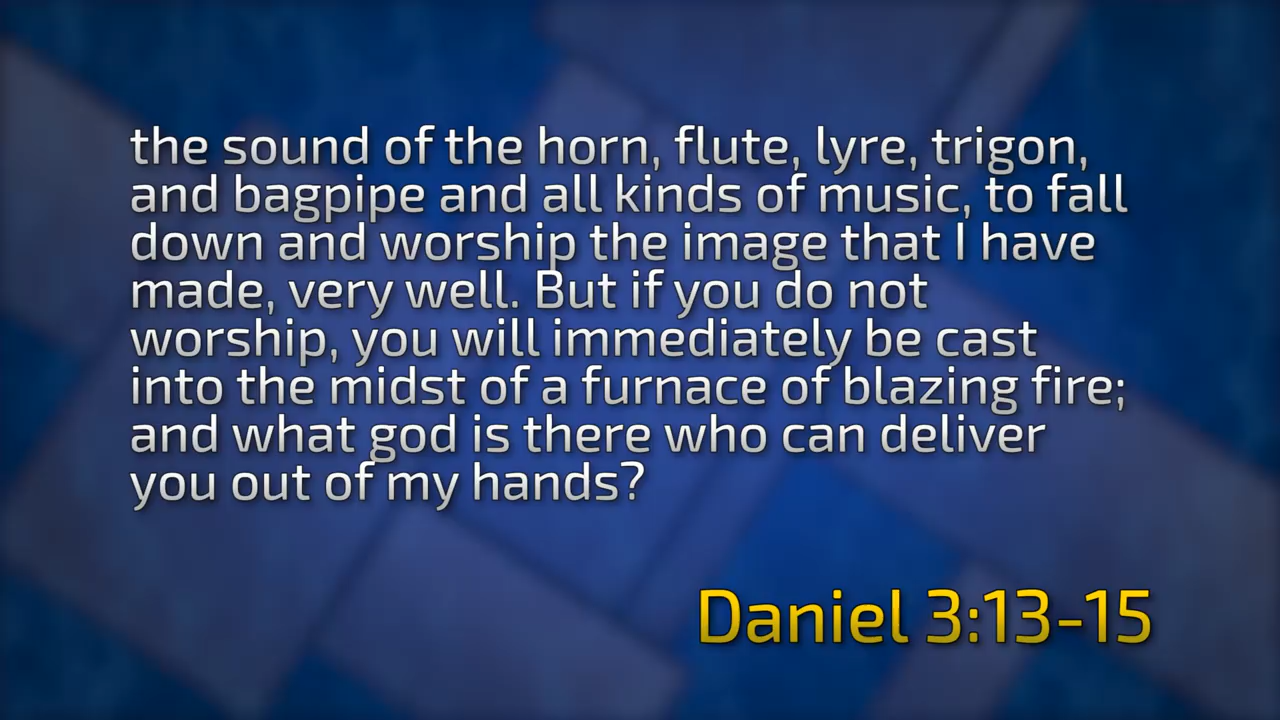 the sound of the horn, flute, lyre, trigon,
and bagpipe and all kinds of music, to fall
down and worship the image that I have
made, very well. But if you do not
worship, you will immediately be cast
into the midst of a furnace of blazing fire;
and what god is there who can deliver
you out of my hands?
Daniel 3:13-15